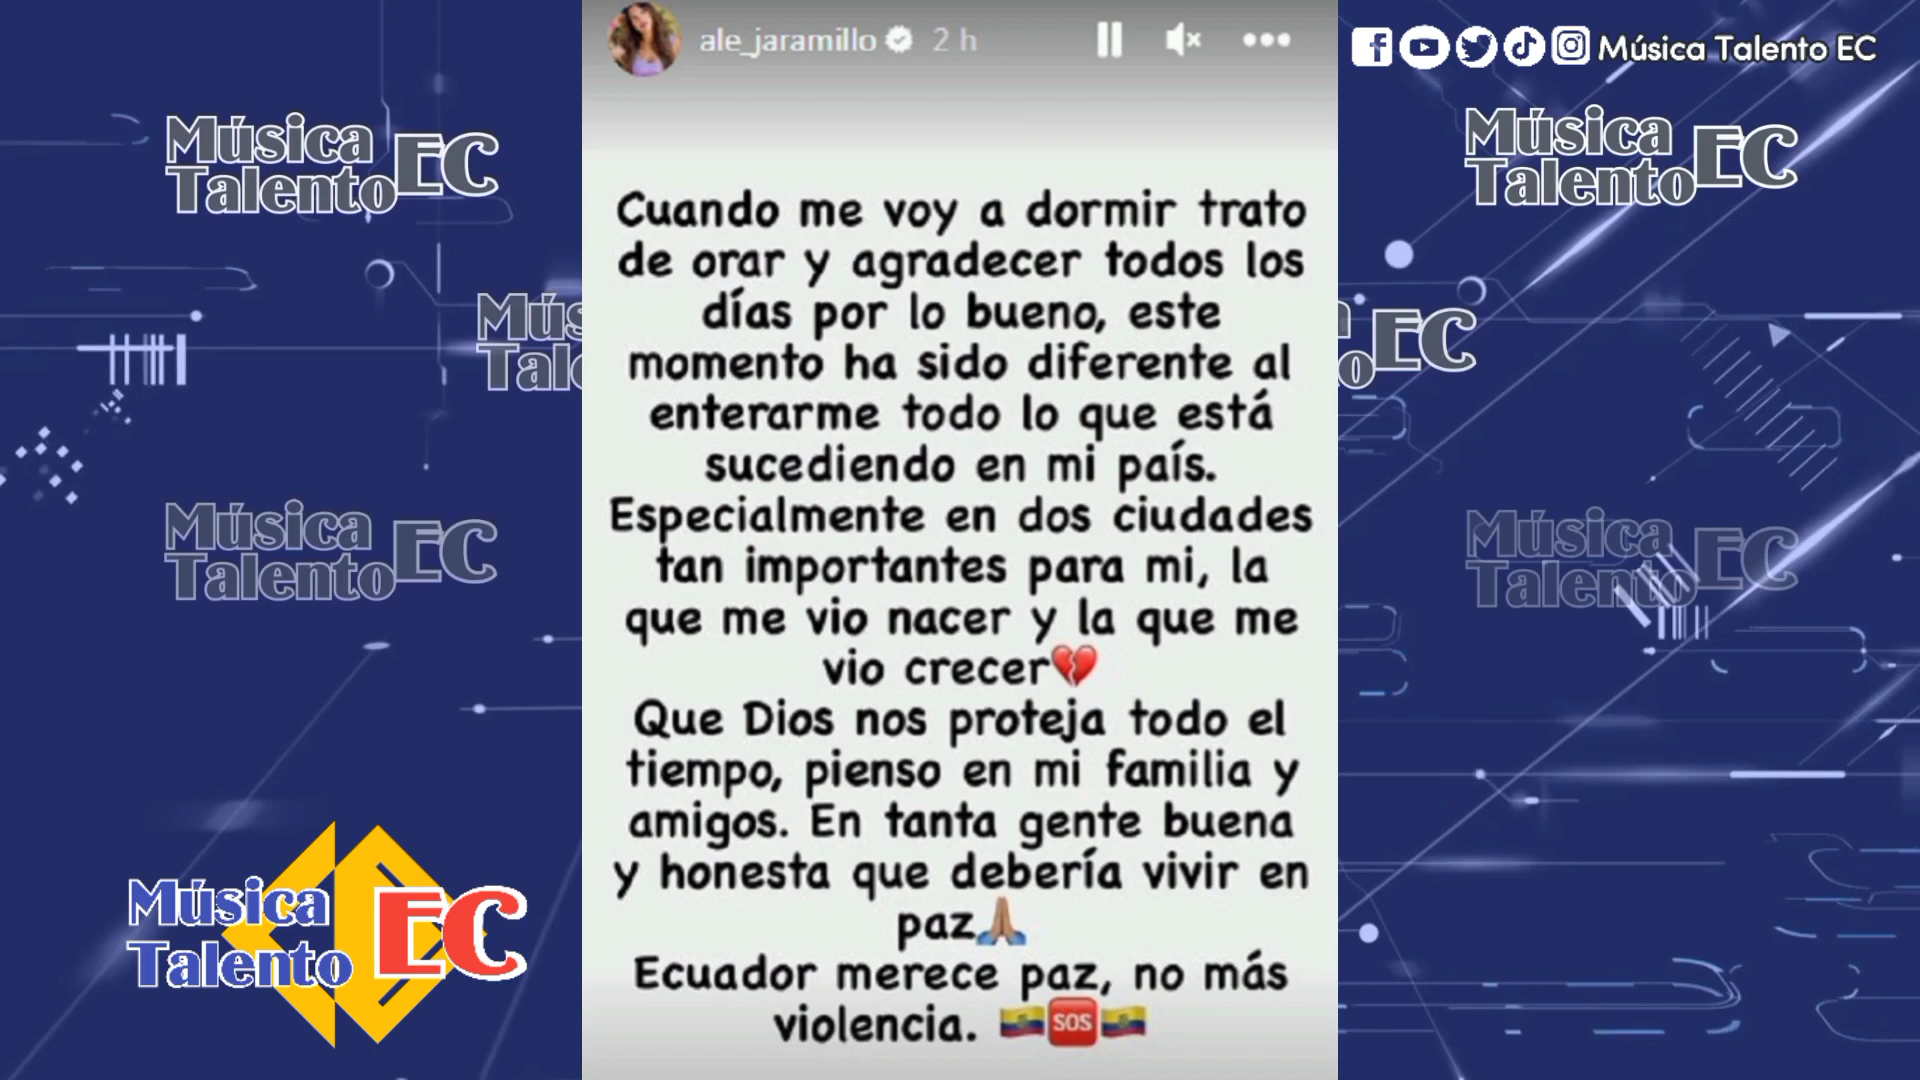 ale_jaramillo 2 h
Música Talento EC
Música
Talento EC
Música
Talento EC
Cuando me voy a dormir trato
de orar y agradecer todos los
días por lo bueno, este
momento ha sido diferente al
enterarme todo lo que está
sucediendo en mi país.
Especialmente en dos ciudades
tan importantes para mi, la
que me vio nacer y la que me
vio crecer💔
Que Dios nos proteja todo el
tiempo, pienso en mi familia y
amigos. En tanta gente buena
y honesta que debería vivir en
paz🙏🏽
Ecuador merece paz, no más
violencia. 🇪🇨🆘🇪🇨
Mús
Tale
EC
o
Música
Talento EC
Música
Talento EC
Música
Talento EC